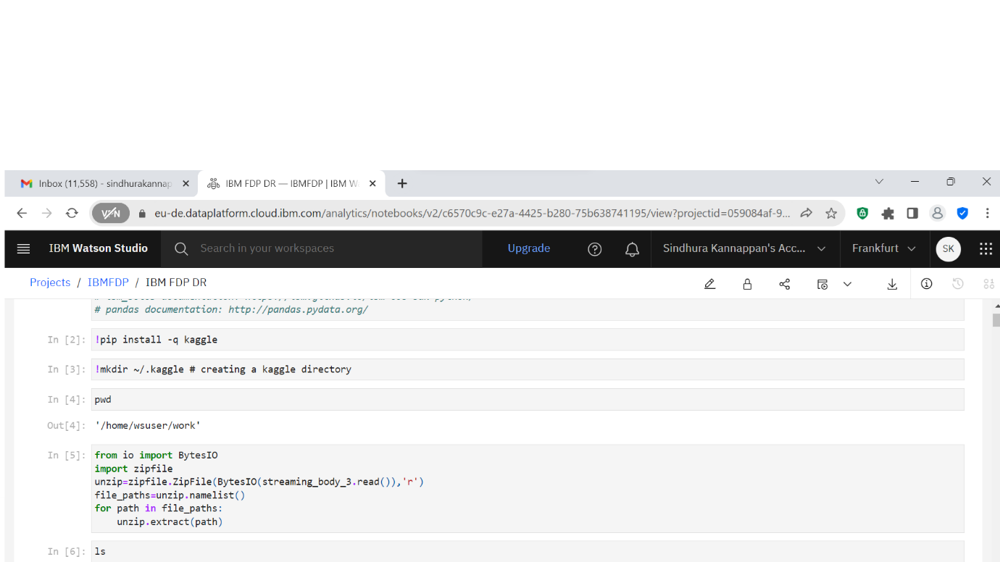 Inbox (11,558) - sindhurakannap
IBM FDP DR — IBMFDP | IBM W
VPN
eu-de.dataplatform.cloud.ibm.com/analytics/notebooks/v2/c6570c9c-e27a-4425-b280-75b638741195/view?projectid=059084af-9...
IBM Watson Studio
Search in your workspaces
Upgrade
Sindhura Kannappan's Acc...
Frankfurt
SK
Projects / IBMFDP / IBM FDP DR
# pandas documentation: http://pandas.pydata.org/
In [2]: !pip install -q kaggle
In [3]: !mkdir ~/.kaggle # creating a kaggle directory
In [4]: pwd
Out[4]: '/home/wsuser/work'
In [5]: from io import BytesIO
import zipfile
unzip=zipfile.ZipFile(BytesIO(streaming_body_3.read()),'r')
file_paths=unzip.namelist()
for path in file_paths:
    unzip.extract(path)
In [6]: ls